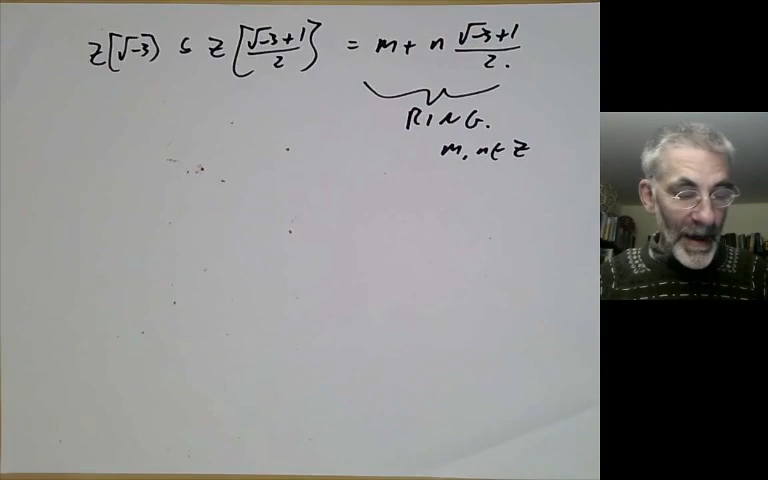 Z[√-3] ⊆ Z[(√-3+1)/2] = m+n (√-3+1)/2.
RING.
m, n ∈ Z